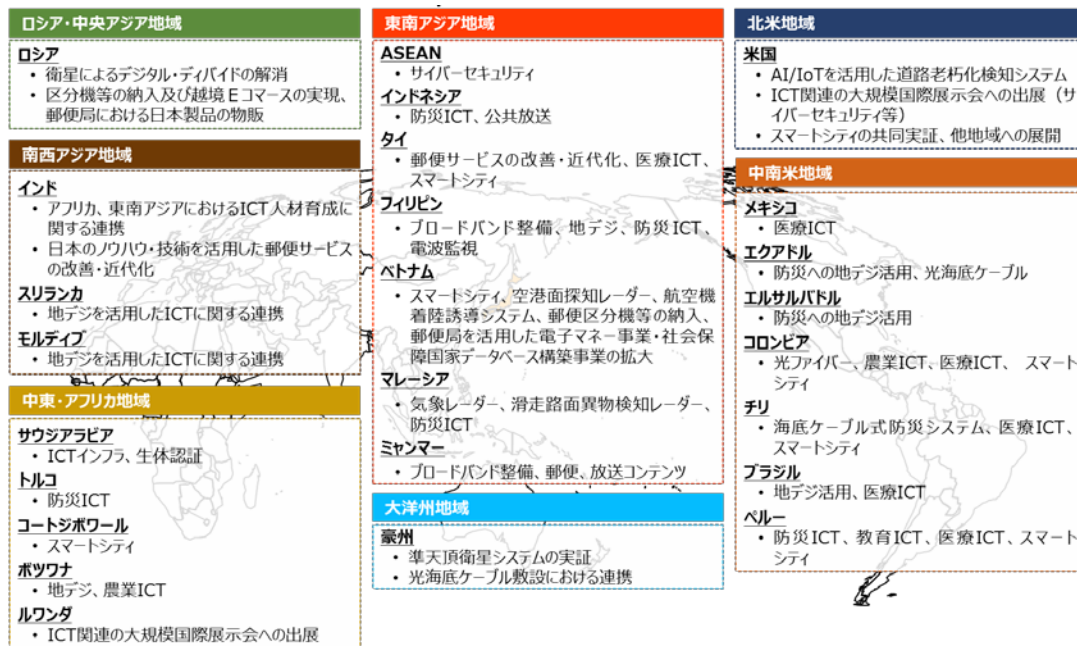 ロシア・中央アジア地域
ロシア
• 衛星によるデジタル・ディバイドの解消
• 区分機等の納入及び越境Eコマースの実現、
郵便局における日本製品の物販
南西アジア地域
インド
• アフリカ、東南アジアにおけるICT人材育成に
関する連携
• 日本のノウハウ・技術を活用した郵便サービス
の改善・近代化
スリランカ
• 地デジを活用したICTに関する連携
モルディブ
• 地デジを活用したICTに関する連携
中東・アフリカ地域
サウジアラビア
• ICTインフラ、生体認証
トルコ
• 防災ICT
コートジボワール
• スマートシティ
ボツワナ
• 地デジ、農業ICT
ルワンダ
• ICT関連の大規模国際展示会への出展
東南アジア地域
ASEAN
• サイバーセキュリティ
インドネシア
• 防災ICT、公共放送
タイ
• 郵便サービスの改善・近代化、医療ICT、
スマートシティ
フィリピン
• ブロードバンド整備、地デジ、防災ICT、
電波監視
ベトナム
• スマートシティ、空港面探知レーダー、航空機
着陸誘導システム、郵便区分機等の納入、
郵便局を活用した電子マネー事業・社会保
障国家データベース構築事業の拡大
マレーシア
• 気象レーダー、滑走路面異物検知レーダー、
防災ICT
ミャンマー
• ブロードバンド整備、郵便、放送コンテンツ
大洋州地域
豪州
• 準天頂衛星システムの実証
• 光海底ケーブル敷設における連携
北米地域
米国
• AI/IoTを活用した道路老朽化検知システム
• ICT関連の大規模国際展示会への出展（サ
イバーセキュリティ等）
• スマートシティの共同実証、他地域への展開
中南米地域
メキシコ
• 医療ICT
エクアドル
• 防災への地デジ活用、光海底ケーブル
エルサルバドル
• 防災への地デジ活用
コロンビア
• 光ファイバー、農業ICT、医療ICT、 スマート
シティ
チリ
• 海底ケーブル式防災システム、医療ICT、
スマートシティ
ブラジル
• 地デジ活用、医療ICT
ペルー
• 防災ICT、教育ICT、医療ICT、スマート
シティ